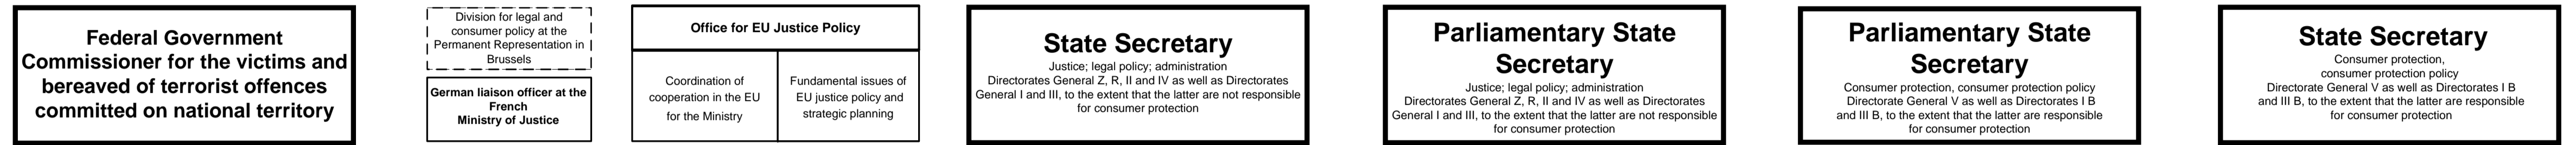 Federal Government
Commissioner for the victims and
bereaved of terrorist offences
committed on national territory
Division for legal and
consumer policy at the
Permanent Representation in
Brussels
German liaison officer at the
French
Ministry of Justice
Office for EU Justice Policy
Coordination of
cooperation in the EU
for the Ministry
Fundamental issues of
EU justice policy and
strategic planning
State Secretary
Justice; legal policy; administration
Directorates General Z, R, II and IV as well as Directorates
General I and III, to the extent that the latter are not responsible
for consumer protection
Parliamentary State
Secretary
Justice; legal policy; administration
Directorates General Z, R, II and IV as well as Directorates
General I and III, to the extent that the latter are not responsible
for consumer protection
Parliamentary State
Secretary
Consumer protection, consumer protection policy
Directorate General V as well as Directorates I B
and III B, to the extent that the latter are responsible
for consumer protection
State Secretary
Consumer protection,
consumer protection policy
Directorate General V as well as Directorates I B
and III B, to the extent that the latter are responsible
for consumer protection